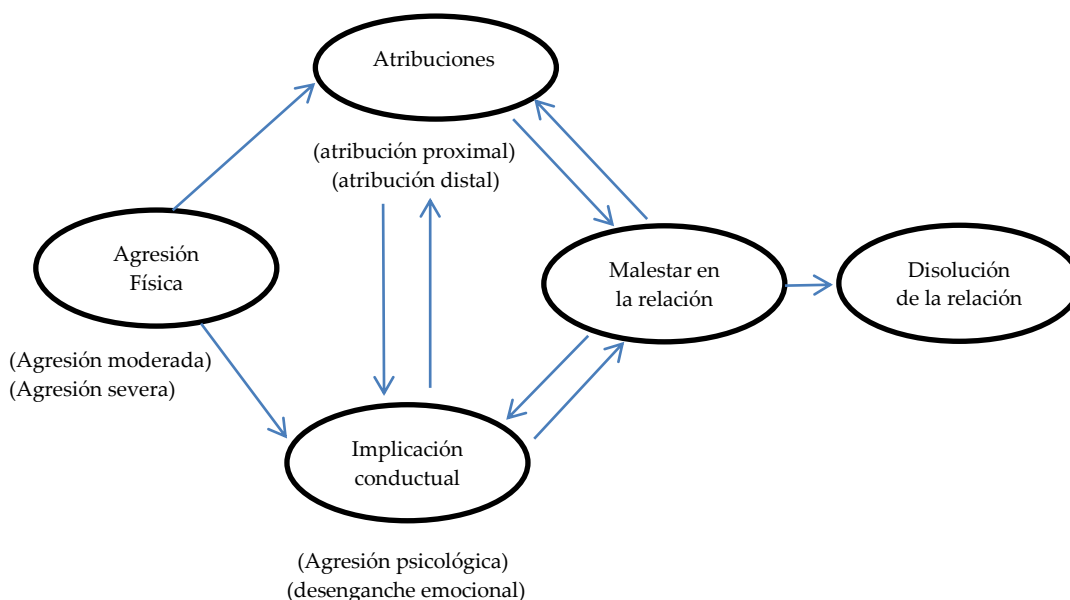 Atribuciones
(atribución proximal)
(atribución distal)
Agresión
Física
(Agresión moderada)
(Agresión severa)
Malestar en
la relación
Disolución
de la relación
Implicación
conductual
(Agresión psicológica)
(desenganche emocional)